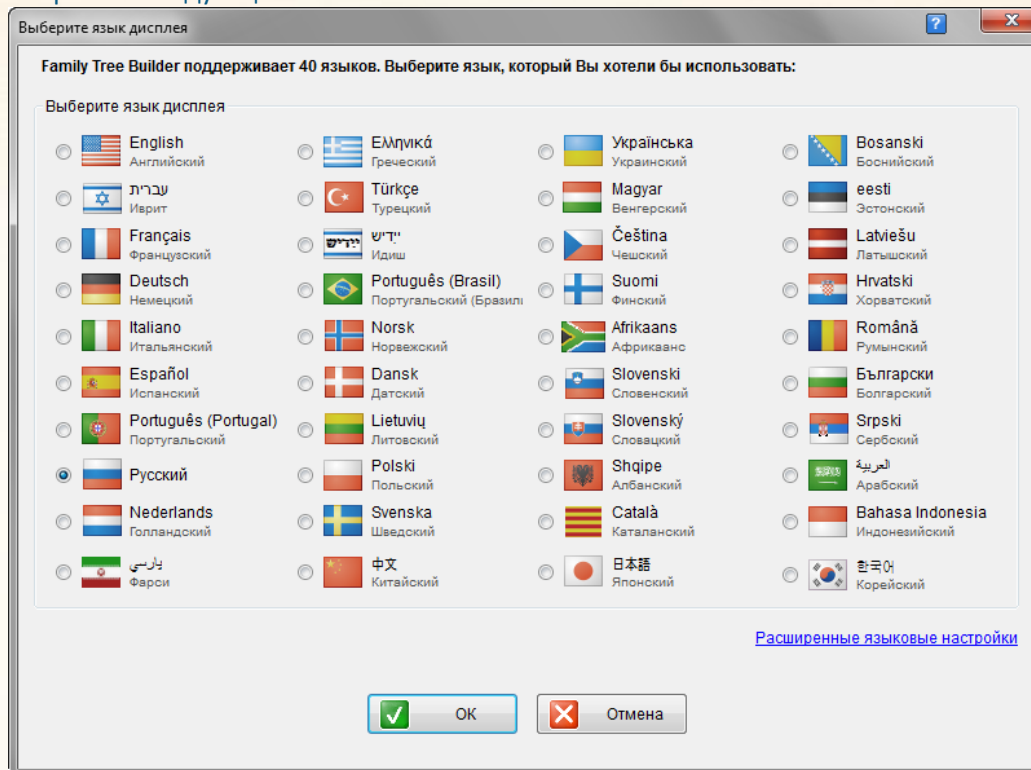 Выберите язык дисплея
Family Tree Builder поддерживает 40 языков. Выберите язык, который Вы хотели бы использовать:
Выберите язык дисплея
English
Английский
Ελληνικά
Греческий
Українська
Украинский
Bosanski
Боснийский
עברית
Иврит
Türkçe
Турецкий
Magyar
Венгерский
eesti
Эстонский
Français
Французский
ייִדיש
ייִדיש
Идиш
Čeština
Чешский
Latviešu
Латышский
Deutsch
Немецкий
Português (Brasil)
Португальский (Бразилі
Suomi
Финский
Hrvatski
Хорватский
Italiano
Итальянский
Norsk
Норвежский
Afrikaans
Африкаанс
Română
Румынский
Español
Испанский
Dansk
Датский
Slovenski
Словенский
Български
Болгарский
Português (Portugal)
Португальский
Lietuvių
Литовский
Slovenský
Словацкий
Srpski
Сербский
Русский
Polski
Польский
Shqipe
Албанский
العربية
Арабский
Nederlands
Голландский
Svenska
Шведский
Català
Каталанский
Bahasa Indonesia
Индонезийский
پارسي
Фарси
中文
Китайский
日本語
Японский
한국어
Корейский
Расширенные языковые настройки
ОК
Отмена